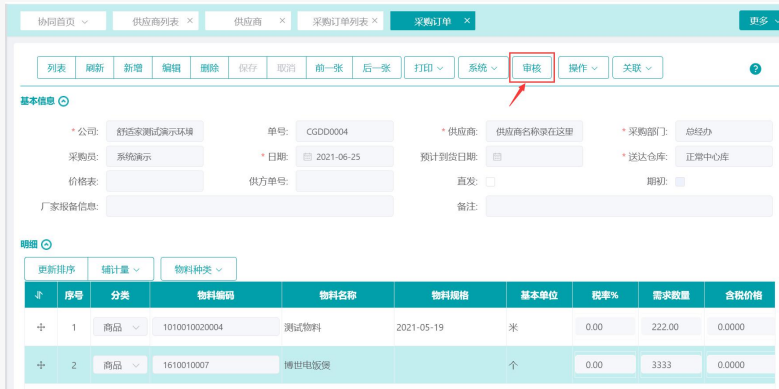 协同首页 供应商列表 × 供应商 × 采购订单列表 × 采购订单 × 更多
列表 刷新 新增 编辑 删除 保存 取消 前一张 后一张 打印 系统 审核 操作 关联 ?
基本信息
* 公司: 舒适家测试演示环境 单号: CGDD0004 * 供应商: 供应商名称录在这里 * 采购部门: 总经办
采购员: 系统演示 * 日期: 2021-06-25 预计到货日期: * 送达仓库: 正常中心库
价格表: 供方单号: 直发: 期初:
厂家报备信息: 备注:
明细
更新排序 辅计量 物料种类
序号 分类 物料编码 物料名称 物料规格 基本单位 税率% 需求数量 含税价格
1 商品 1010010020004 测试物料 2021-05-19 米 0.00 222.00 0.0000
2 商品 1610010007 博世电饭煲 个 0.00 3333 0.0000